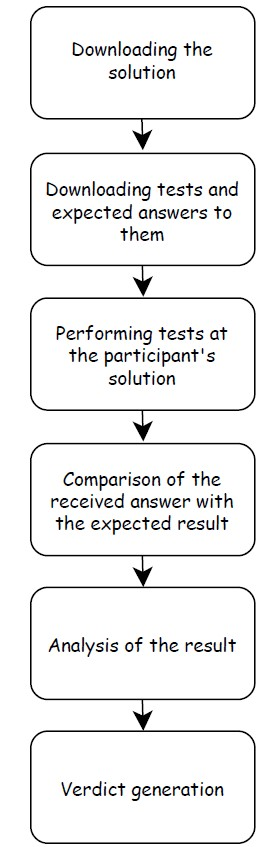 Downloading the
solution
Downloading tests and
expected answers to
them
Performing tests at
the participant's
solution
Comparison of the
received answer with
the expected result
Analysis of the result
Verdict generation